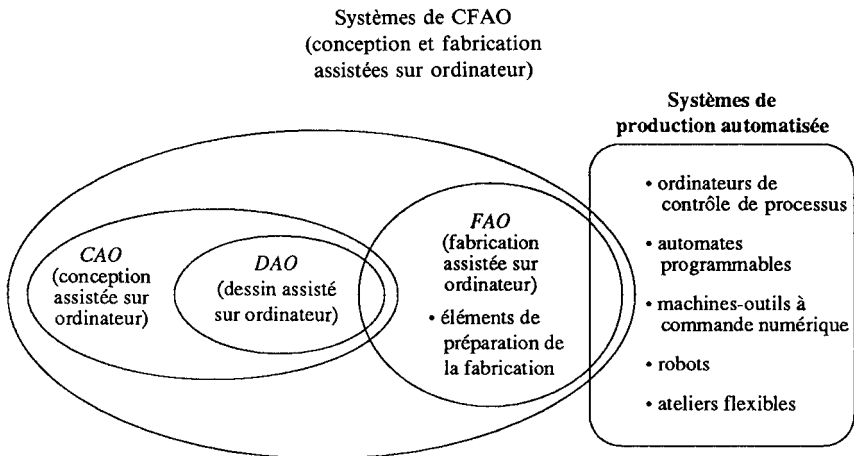 Systèmes de CFAO
(conception et fabrication
assistées sur ordinateur)
CAO
(conception
assistée sur
ordinateur)
DAO
(dessin assisté
sur ordinateur)
FAO
(fabrication
assistée sur
ordinateur)
• éléments de
préparation de
la fabrication
Systèmes de
production automatisée
• ordinateurs de
contrôle de processus
• automates
programmables
• machines-outils à
commande numérique
• robots
• ateliers flexibles